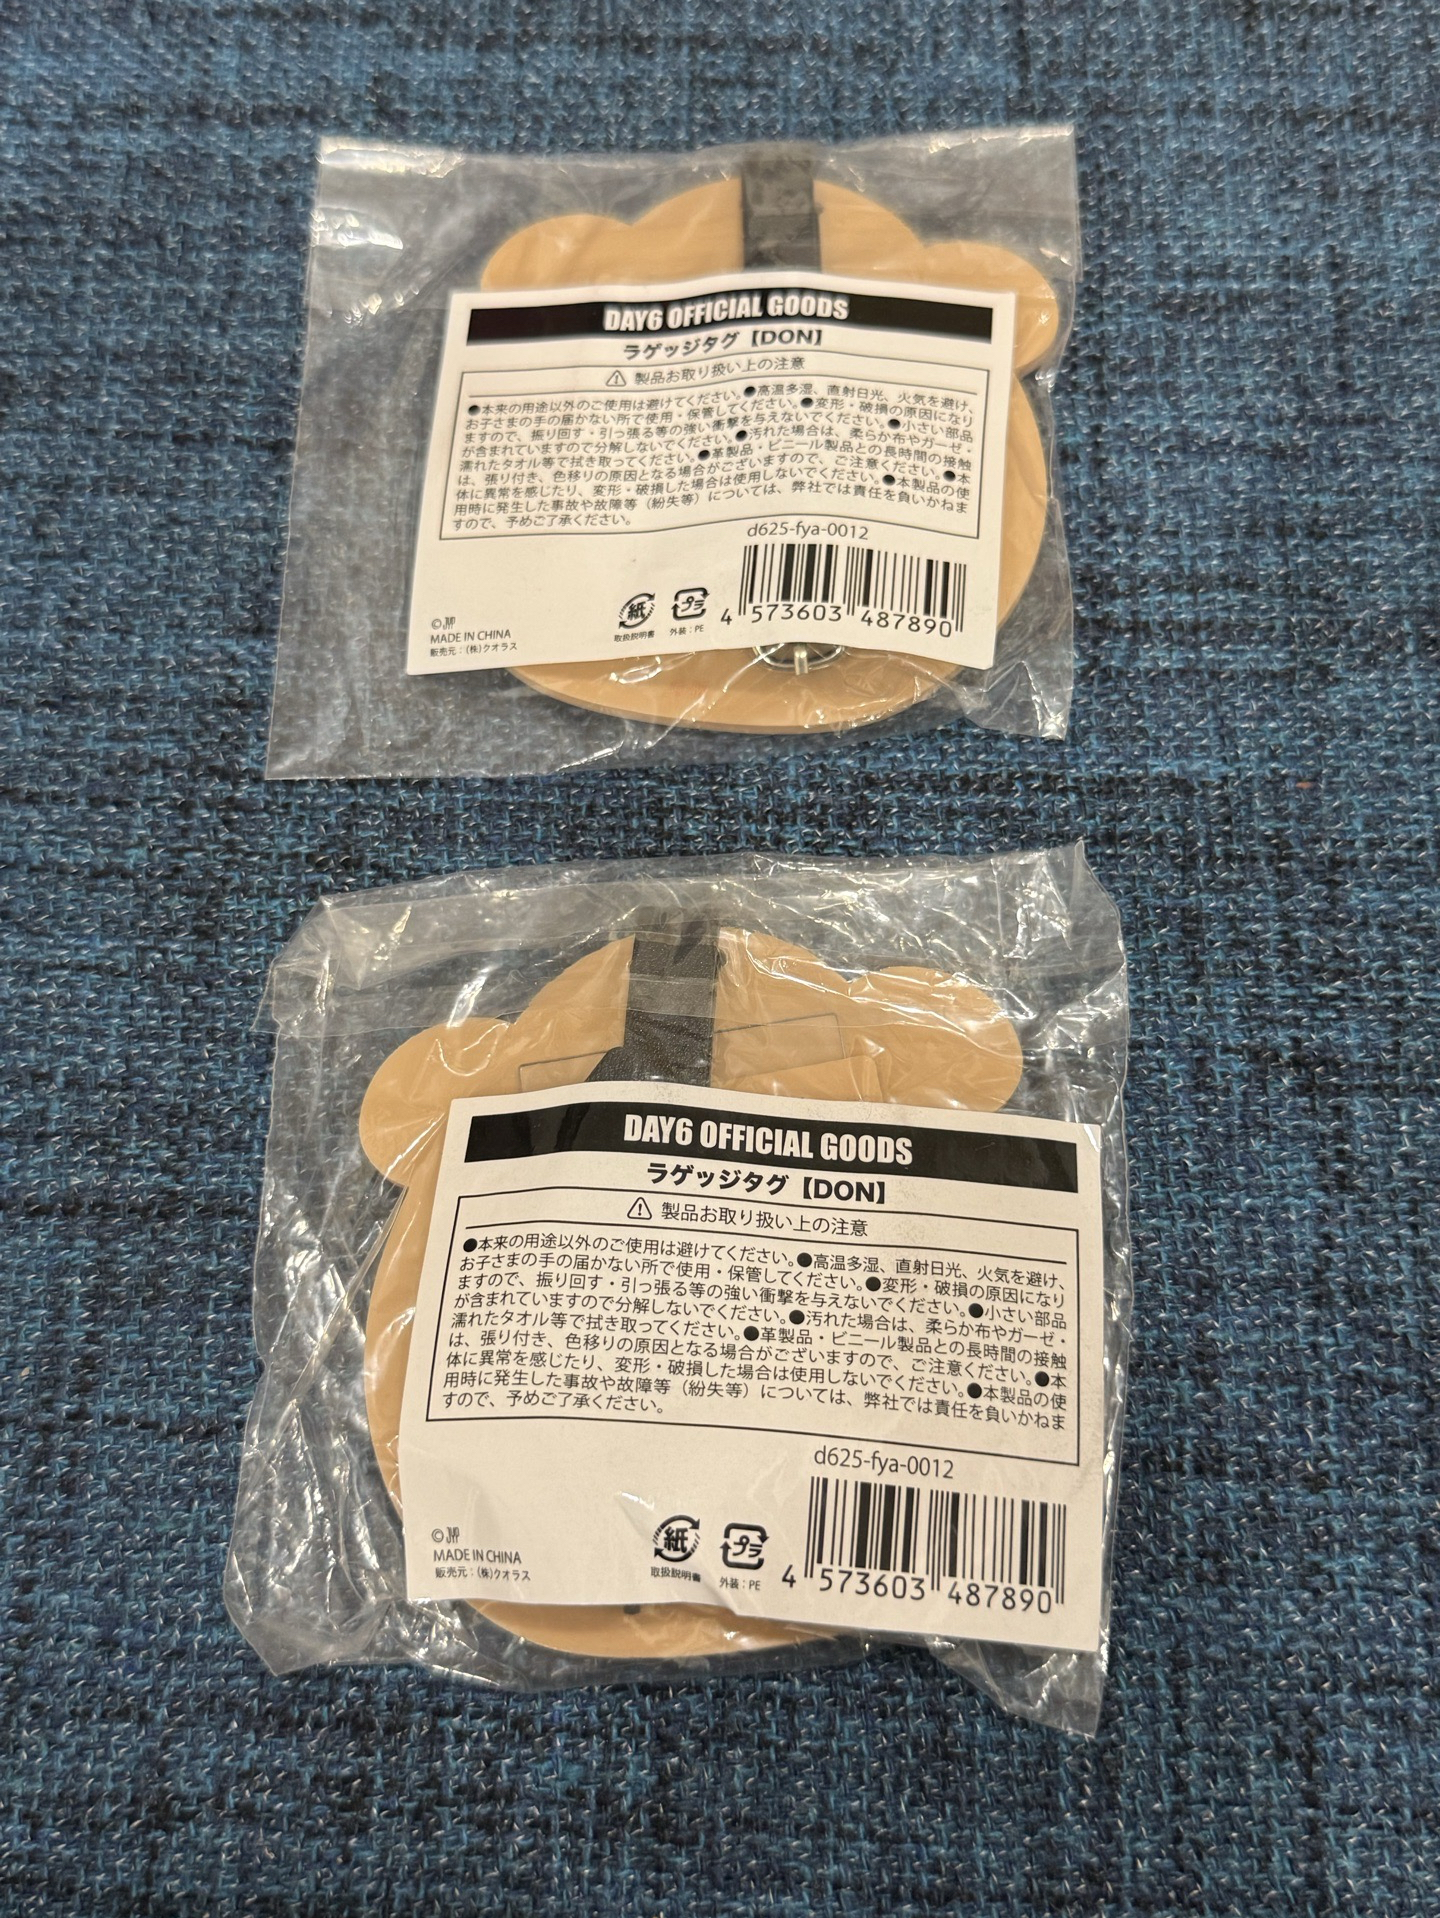 DAY6 OFFICIAL GOODS
ラゲッジタグ【DON】
⚠ 製品お取り扱い上の注意
●本来の用途以外のご使用は避けてください。●高温多湿、直射日光、火気を避け、
お子さまの手の届かない所で使用・保管してください。●変形・破損の原因になり
ますので、振り回す・引っ張る等の強い衝撃を与えないでください。●小さい部品
が含まれていますので分解しないでください。●汚れた場合は、柔らか布やガーゼ・
濡れたタオル等で拭き取ってください。●革製品・ビニール製品との長時間の接触
は、張り付き、色移りの原因となる場合がございますので、ご注意ください。●本
体に異常を感じたり、変形・破損した場合は使用しないでください。●本製品の使
用時に発生した事故や故障等（紛失等）については、弊社では責任を負いかねま
すので、予めご了承ください。
d625-fya-0012
© JYP
MADE IN CHINA
販売元：(株)クオラス
紙
取扱説明書
プラ
外装：PE
4 573603 487890
DAY6 OFFICIAL GOODS
ラゲッジタグ【DON】
⚠ 製品お取り扱い上の注意
●本来の用途以外のご使用は避けてください。●高温多湿、直射日光、火気を避け、
お子さまの手の届かない所で使用・保管してください。●変形・破損の原因になり
ますので、振り回す・引っ張る等の強い衝撃を与えないでください。●小さい部品
が含まれていますので分解しないでください。●汚れた場合は、柔らか布やガーゼ・
濡れたタオル等で拭き取ってください。●革製品・ビニール製品との長時間の接触
は、張り付き、色移りの原因となる場合がございますので、ご注意ください。●本
体に異常を感じたり、変形・破損した場合は使用しないでください。●本製品の使
用時に発生した事故や故障等（紛失等）については、弊社では責任を負いかねま
すので、予めご了承ください。
d625-fya-0012
© JYP
MADE IN CHINA
販売元：(株)クオラス
紙
取扱説明書
プラ
外装：PE
4 573603 487890